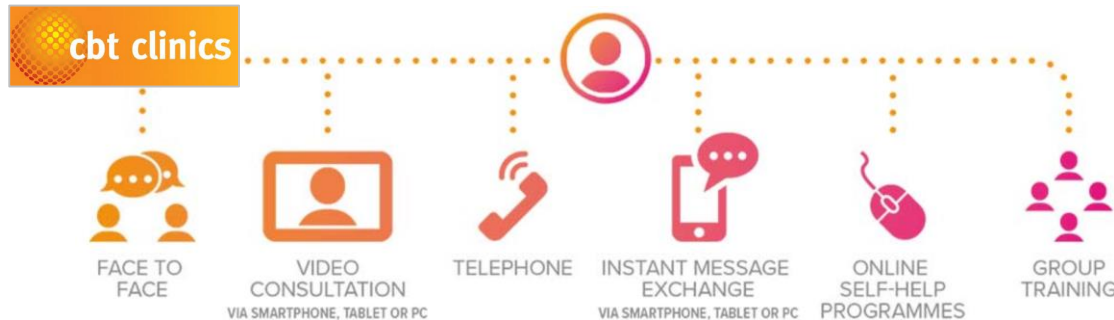 cbt clinics
FACE TO
FACE
VIDEO
CONSULTATION
VIA SMARTPHONE, TABLET OR PC
TELEPHONE
INSTANT MESSAGE
EXCHANGE
VIA SMARTPHONE, TABLET OR PC
ONLINE
SELF-HELP
PROGRAMMES
GROUP
TRAINING